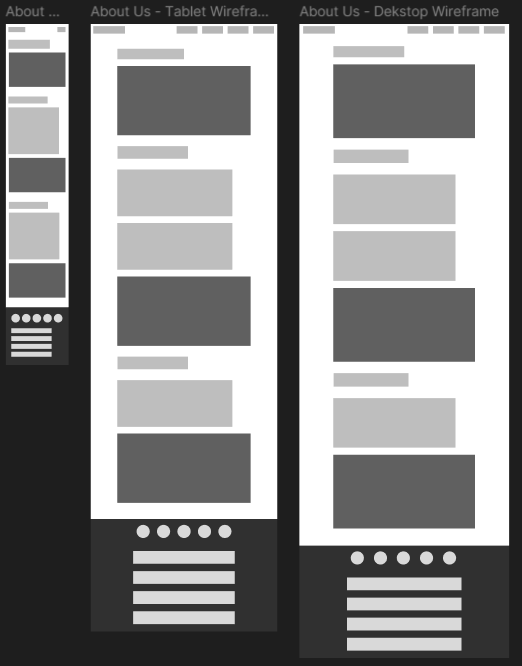 About ...
About Us - Tablet Wirefra...
About Us - Dekstop Wireframe